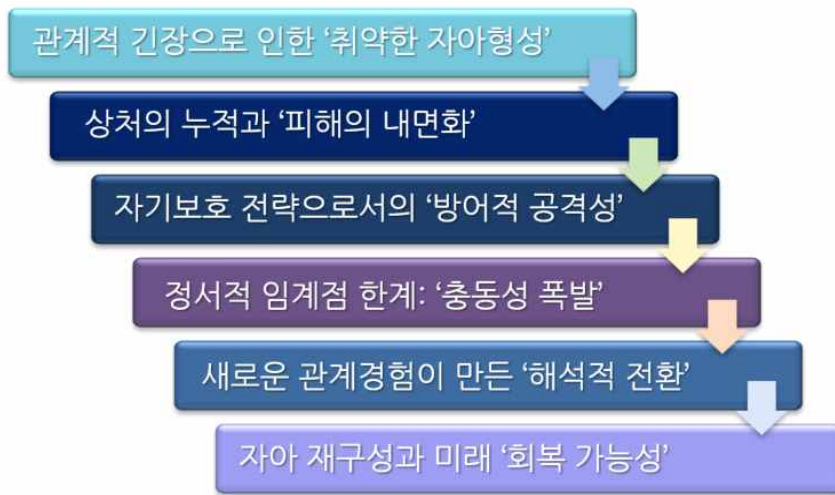 관계적 긴장으로 인한 ‘취약한 자아형성’
상처의 누적과 ‘피해의 내면화’
자기보호 전략으로서의 ‘방어적 공격성’
정서적 임계점 한계: ‘충동성 폭발’
새로운 관계경험이 만든 ‘해석적 전환’
자아 재구성과 미래 ‘회복 가능성’